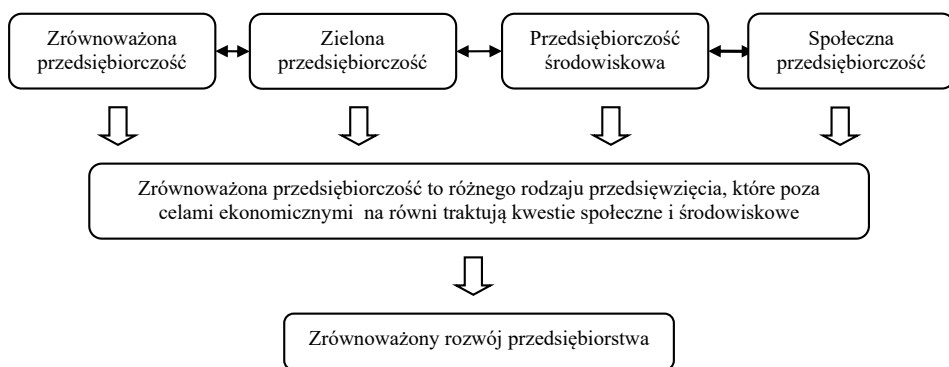 Zrównoważona
przedsiębiorczość
Zielona
przedsiębiorczość
Przedsiębiorczość
środowiskowa
Społeczna
przedsiębiorczość
Zrównoważona przedsiębiorczość to różnego rodzaju przedsięwzięcia, które poza
celami ekonomicznymi na równi traktują kwestie społeczne i środowiskowe
Zrównoważony rozwój przedsiębiorstwa